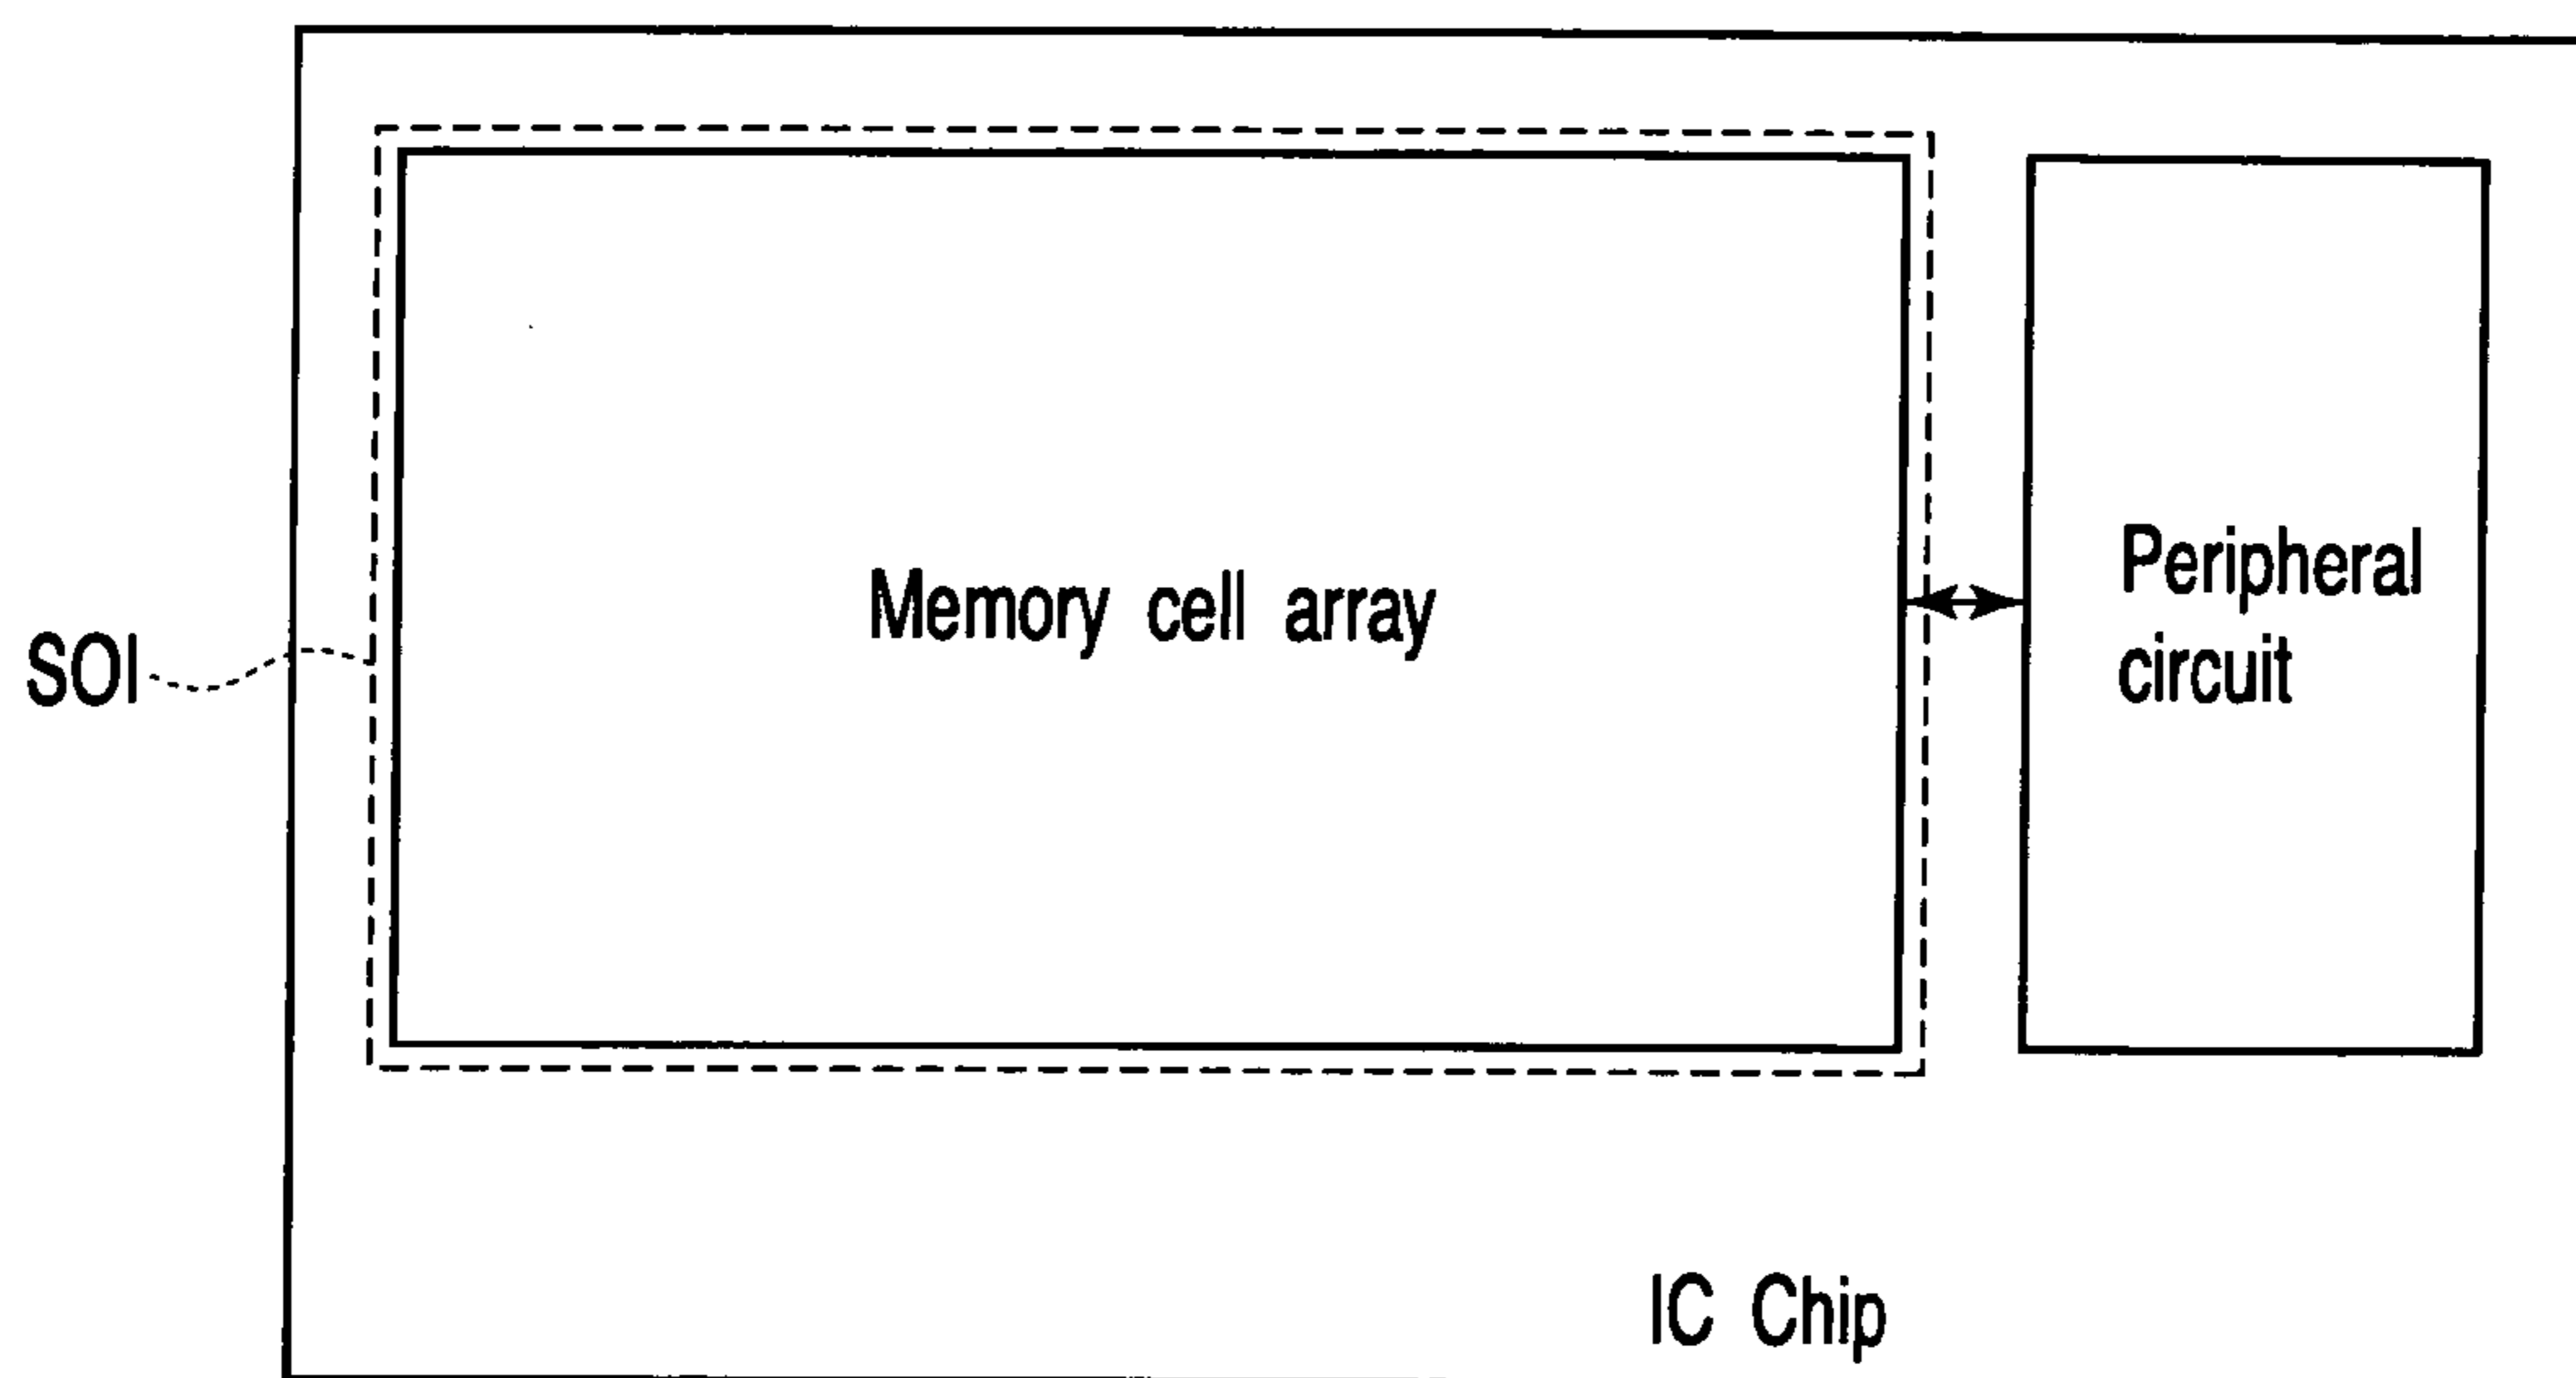 SOI
Memory cell array
Peripheral
circuit
IC Chip